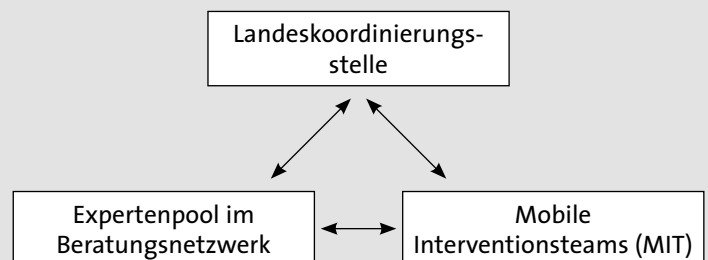 Landeskoordinierungs-
stelle
Expertenpool im
Beratungsnetzwerk
Mobile
Interventionsteams (MIT)